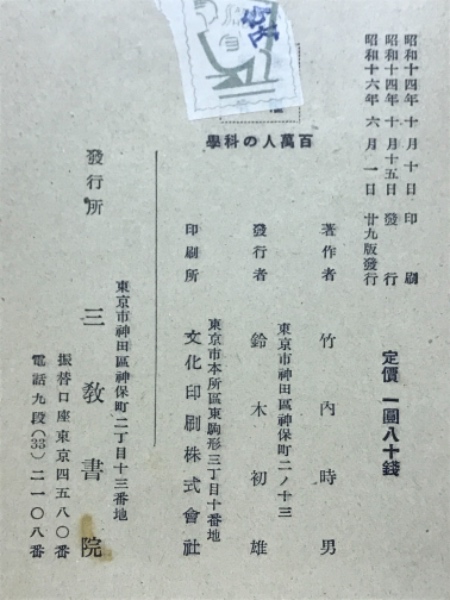 昭和十四年十月十日印刷
昭和十四年十月十五日發行
昭和十六年六月一日廿九版發行
定價 一圓八十錢
百萬人の科學
著作者 竹内時男
東京市神田區神保町二ノ十三
發行者 鈴木初雄
東京市本所區東駒形三丁目十番地
印刷所 文化印刷株式會社
東京市神田區神保町二丁目十三番地
發行所 三教書院
振替口座東京四五八〇番
電話九段(33)二一〇八番